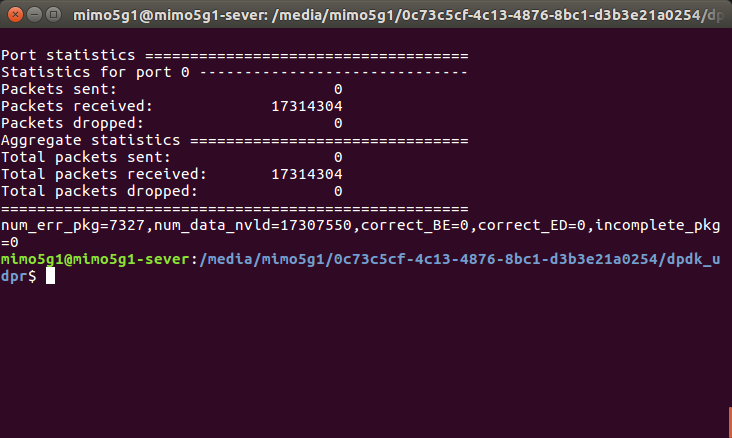 mimo5g1@mimo5g1-sever: /media/mimo5g1/0c73c5cf-4c13-4876-8bc1-d3b3e21a0254/dp
Port statistics ====================================
Statistics for port 0 ------------------------------
Packets sent: 0
Packets received: 17314304
Packets dropped: 0
Aggregate statistics ===============================
Total packets sent: 0
Total packets received: 17314304
Total packets dropped: 0
====================================================
num_err_pkg=7327,num_data_nvld=17307550,correct_BE=0,correct_ED=0,incomplete_pkg
=0
mimo5g1@mimo5g1-sever:/media/mimo5g1/0c73c5cf-4c13-4876-8bc1-d3b3e21a0254/dpdk_u
dpr$